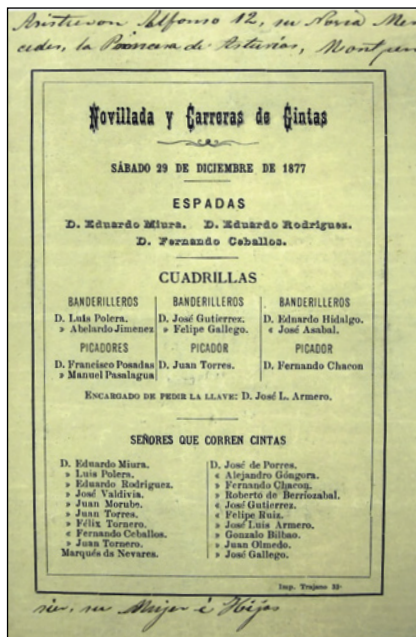 Asistieron Alfonso 12, su Novia Mer
cedes, la Princesa de Asturias, Montpen
Novillada y Carreras de Cintas
SÁBADO 29 DE DICIEMBRE DE 1877
ESPADAS
D. Eduardo Miura. D. Eduardo Rodriguez.
D. Fernando Ceballos.
CUADRILLAS
BANDERILLEROS
D. Luis Polera.
» Abelardo Jimenez
PICADORES
D. Francisco Posadas
» Manuel Pasalagua
BANDERILLEROS
D. José Gutierrez.
» Felipe Gallego.
PICADOR
D. Juan Torres.
BANDERILLEROS
D. Eduardo Hidalgo.
« José Asabal.
PICADOR
D. Fernando Chacon
ENCARGADO DE PEDIR LA LLAVE: D. José L. Armero.
SEÑORES QUE CORREN CINTAS
D. Eduardo Miura.
» Luis Polera.
» Eduardo Rodriguez.
» José Valdivia.
» Juan Morube.
» Juan Torres.
» Félix Tornero.
« Fernando Ceballos.
» Juan Tornero.
Marqués de Nevares.
D. José de Porres.
« Alejandro Góngora.
» Fernando Chacon.
» Roberto de Berriozabal.
« José Gutierrez.
« Felipe Ruiz.
» José Luis Armero.
» Gonzalo Bilbao.
» Juan Olmedo.
» José Gallego.
Imp. Trajano 32
sier, su Mujer é Hijos